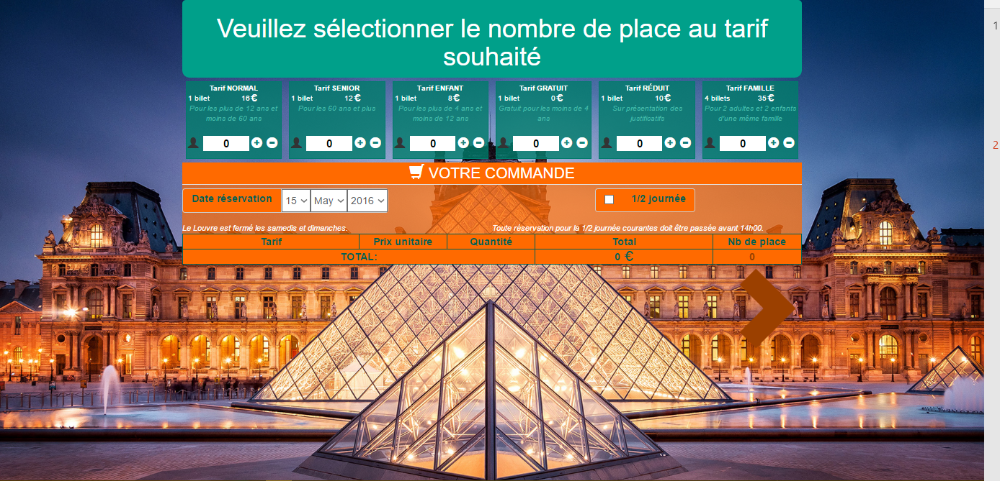 Veuillez sélectionner le nombre de place au tarif
souhaité
Tarif NORMAL
1 billet 16 €
Pour les plus de 12 ans et
moins de 60 ans
0
Tarif SENIOR
1 billet 12 €
Pour les 60 ans et plus
0
Tarif ENFANT
1 billet 8 €
Pour les plus de 4 ans et
moins de 12 ans
0
Tarif GRATUIT
1 billet 0 €
Gratuit pour les moins de 4
ans
0
Tarif RÉDUIT
1 billet 10 €
Sur présentation des
justificatifs
0
Tarif FAMILLE
4 billets 35 €
Pour 2 adultes et 2 enfants
d'une même famille
0
VOTRE COMMANDE
Date réservation 15 May 2016 1/2 journée
Le Louvre est fermé les samedis et dimanches. Toute réservation pour la 1/2 journée courantes doit être passée avant 14h00.
Tarif Prix unitaire Quantité Total Nb de place
TOTAL: 0 € 0
1
2